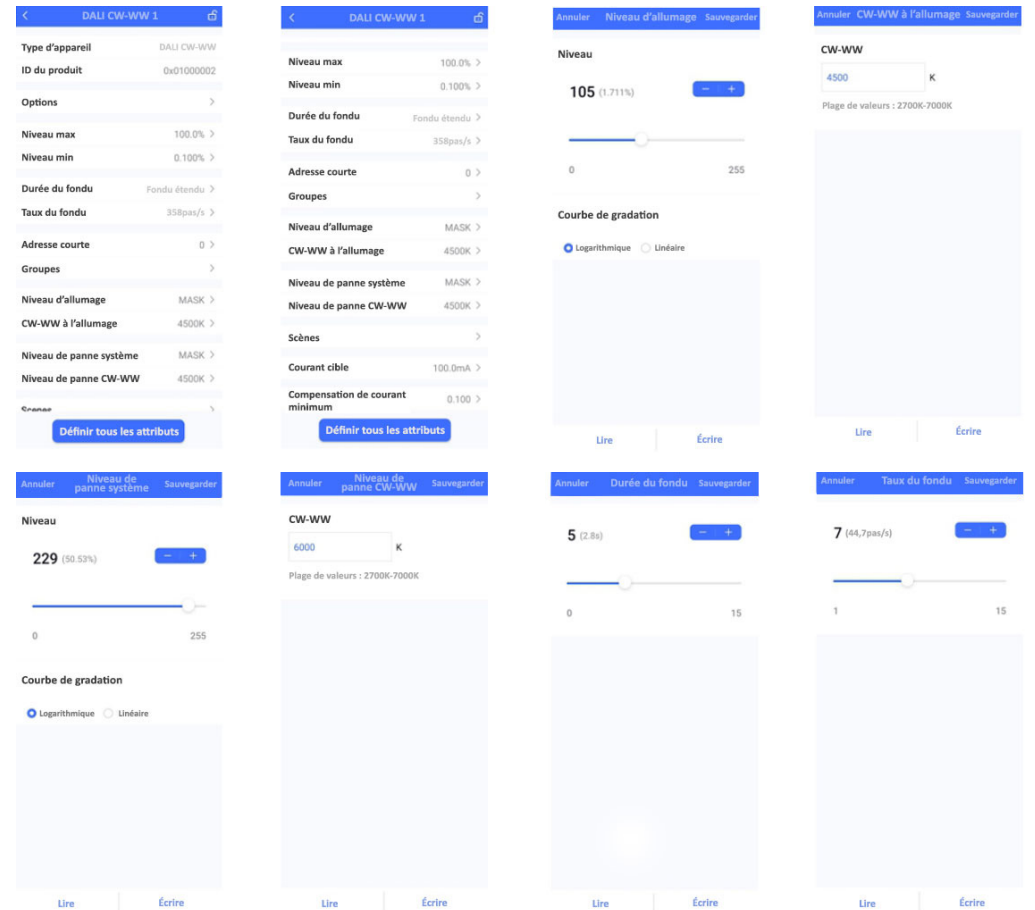 DALI CW-WW 1
Type d'appareil DALI CW-WW
ID du produit 0x01000002
Options
Niveau max 100.0%
Niveau min 0.100%
Durée du fondu Fondu étendu
Taux du fondu 358pas/s
Adresse courte 0
Groupes
Niveau d'allumage MASK
CW-WW à l'allumage 4500K
Niveau de panne système MASK
Niveau de panne CW-WW 4500K
Scenes
Définir tous les attributs
DALI CW-WW 1
Niveau max 100.0%
Niveau min 0.100%
Durée du fondu Fondu étendu
Taux du fondu 358pas/s
Adresse courte 0
Groupes
Niveau d'allumage MASK
CW-WW à l'allumage 4500K
Niveau de panne système MASK
Niveau de panne CW-WW 4500K
Scènes
Courant cible 100.0mA
Compensation de courant
minimum 0.100
Définir tous les attributs
Annuler Niveau d'allumage Sauvegarder
Niveau
105 (1.711%) − +
0 255
Courbe de gradation
Logarithmique Linéaire
Lire Écrire
Annuler CW-WW à l'allumage Sauvegarder
CW-WW
4500 K
Plage de valeurs : 2700K-7000K
Lire Écrire
Annuler Niveau de
panne système Sauvegarder
Niveau
229 (50.53%) − +
0 255
Courbe de gradation
Logarithmique Linéaire
Lire Écrire
Annuler Niveau de
panne CW-WW Sauvegarder
CW-WW
6000 K
Plage de valeurs : 2700K-7000K
Lire Écrire
Annuler Durée du fondu Sauvegarder
5 (2.8s) − +
0 15
Lire Écrire
Annuler Taux du fondu Sauvegarder
7 (44,7pas/s) − +
1 15
Lire Écrire